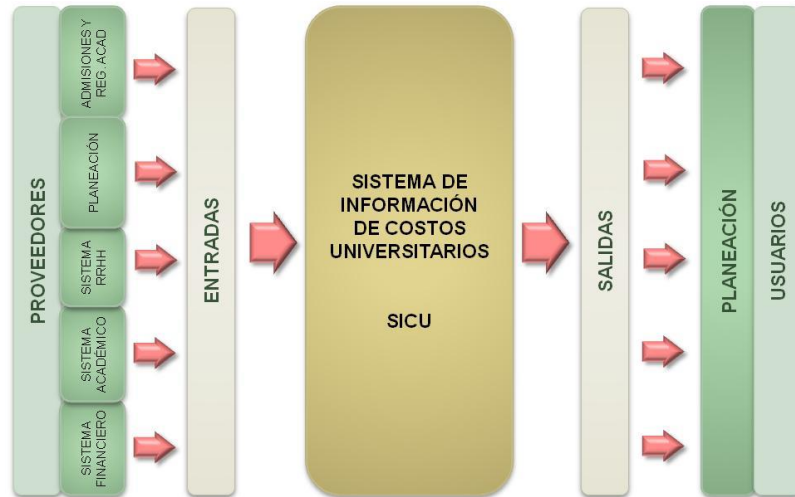 PROVEEDORES
ADMISIONES Y
REG. ACAD
PLANEACIÓN
SISTEMA
RRHH
SISTEMA
ACADÉMICO
SISTEMA
FINANCIERO
ENTRADAS
SISTEMA DE
INFORMACIÓN
DE COSTOS
UNIVERSITARIOS
SICU
SALIDAS
PLANEACIÓN
USUARIOS